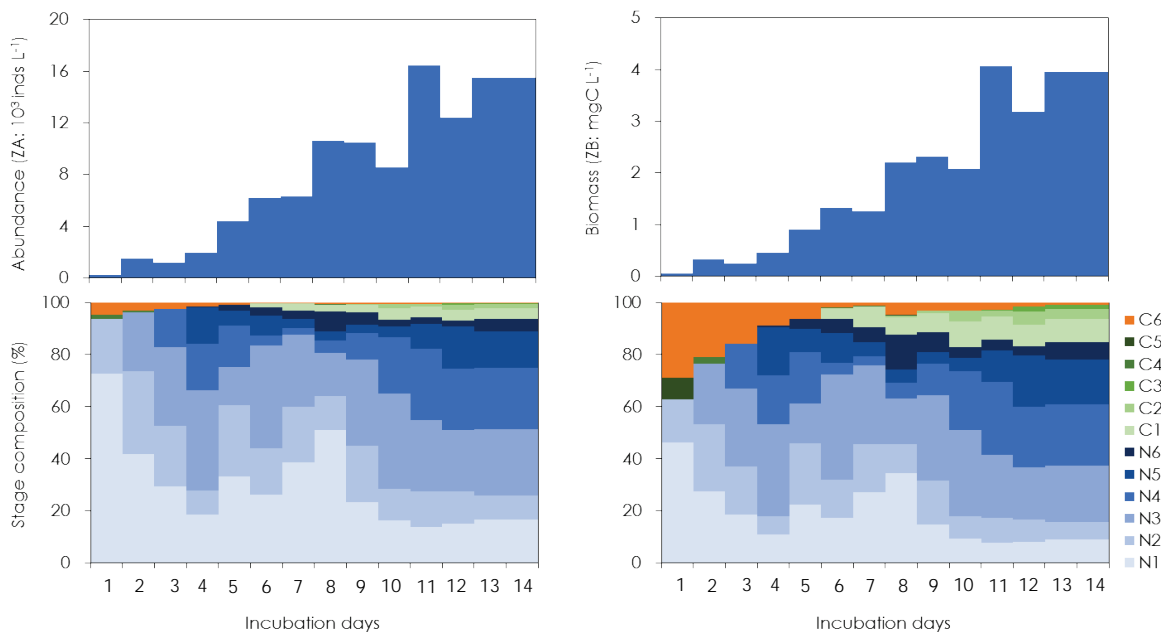 Abundance (ZA: 10³ inds L⁻¹)
20
16
12
8
4
0
Biomass (ZB: mgC L⁻¹)
5
4
3
2
1
0
Stage composition (%)
100
80
60
40
20
0
1 2 3 4 5 6 7 8 9 10 11 12 13 14
Incubation days
100
80
60
40
20
0
1 2 3 4 5 6 7 8 9 10 11 12 13 14
Incubation days
C6
C5
C4
C3
C2
C1
N6
N5
N4
N3
N2
N1